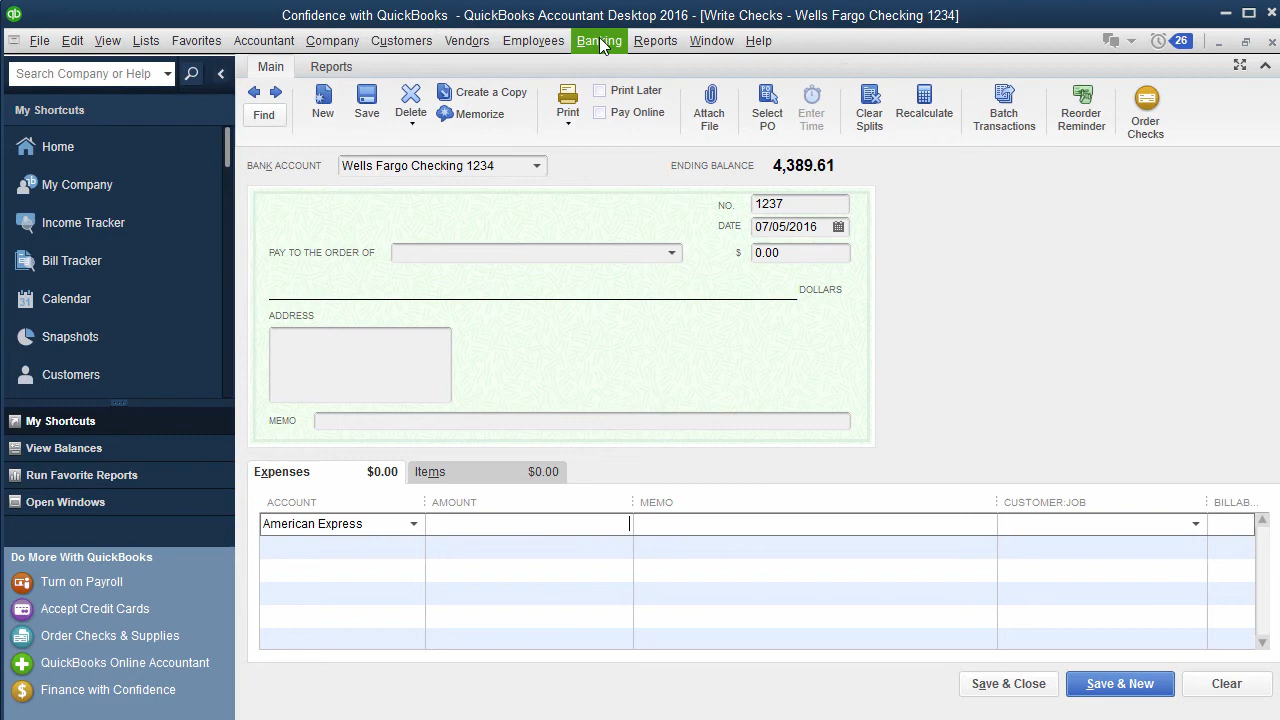 Confidence with QuickBooks - QuickBooks Accountant Desktop 2016 - [Write Checks - Wells Fargo Checking 1234]
File Edit View Lists Favorites Accountant Company Customers Vendors Employees Banking Reports Window Help 26
Search Company or Help
My Shortcuts
Home
My Company
Income Tracker
Bill Tracker
Calendar
Snapshots
Customers
My Shortcuts
View Balances
Run Favorite Reports
Open Windows
Do More With QuickBooks
Turn on Payroll
Accept Credit Cards
Order Checks & Supplies
QuickBooks Online Accountant
Finance with Confidence
Main Reports
Find
New
Save
Delete
Create a Copy
Memorize
Print
Print Later
Pay Online
Attach
File
Select
PO
Enter
Time
Clear
Splits
Recalculate
Batch
Transactions
Reorder
Reminder
Order
Checks
BANK ACCOUNT Wells Fargo Checking 1234 ENDING BALANCE 4,389.61
NO. 1237
DATE 07/05/2016
PAY TO THE ORDER OF $ 0.00
DOLLARS
ADDRESS
MEMO
Expenses $0.00 Items $0.00
ACCOUNT AMOUNT MEMO CUSTOMER:JOB BILLAB...
American Express
Save & Close Save & New Clear